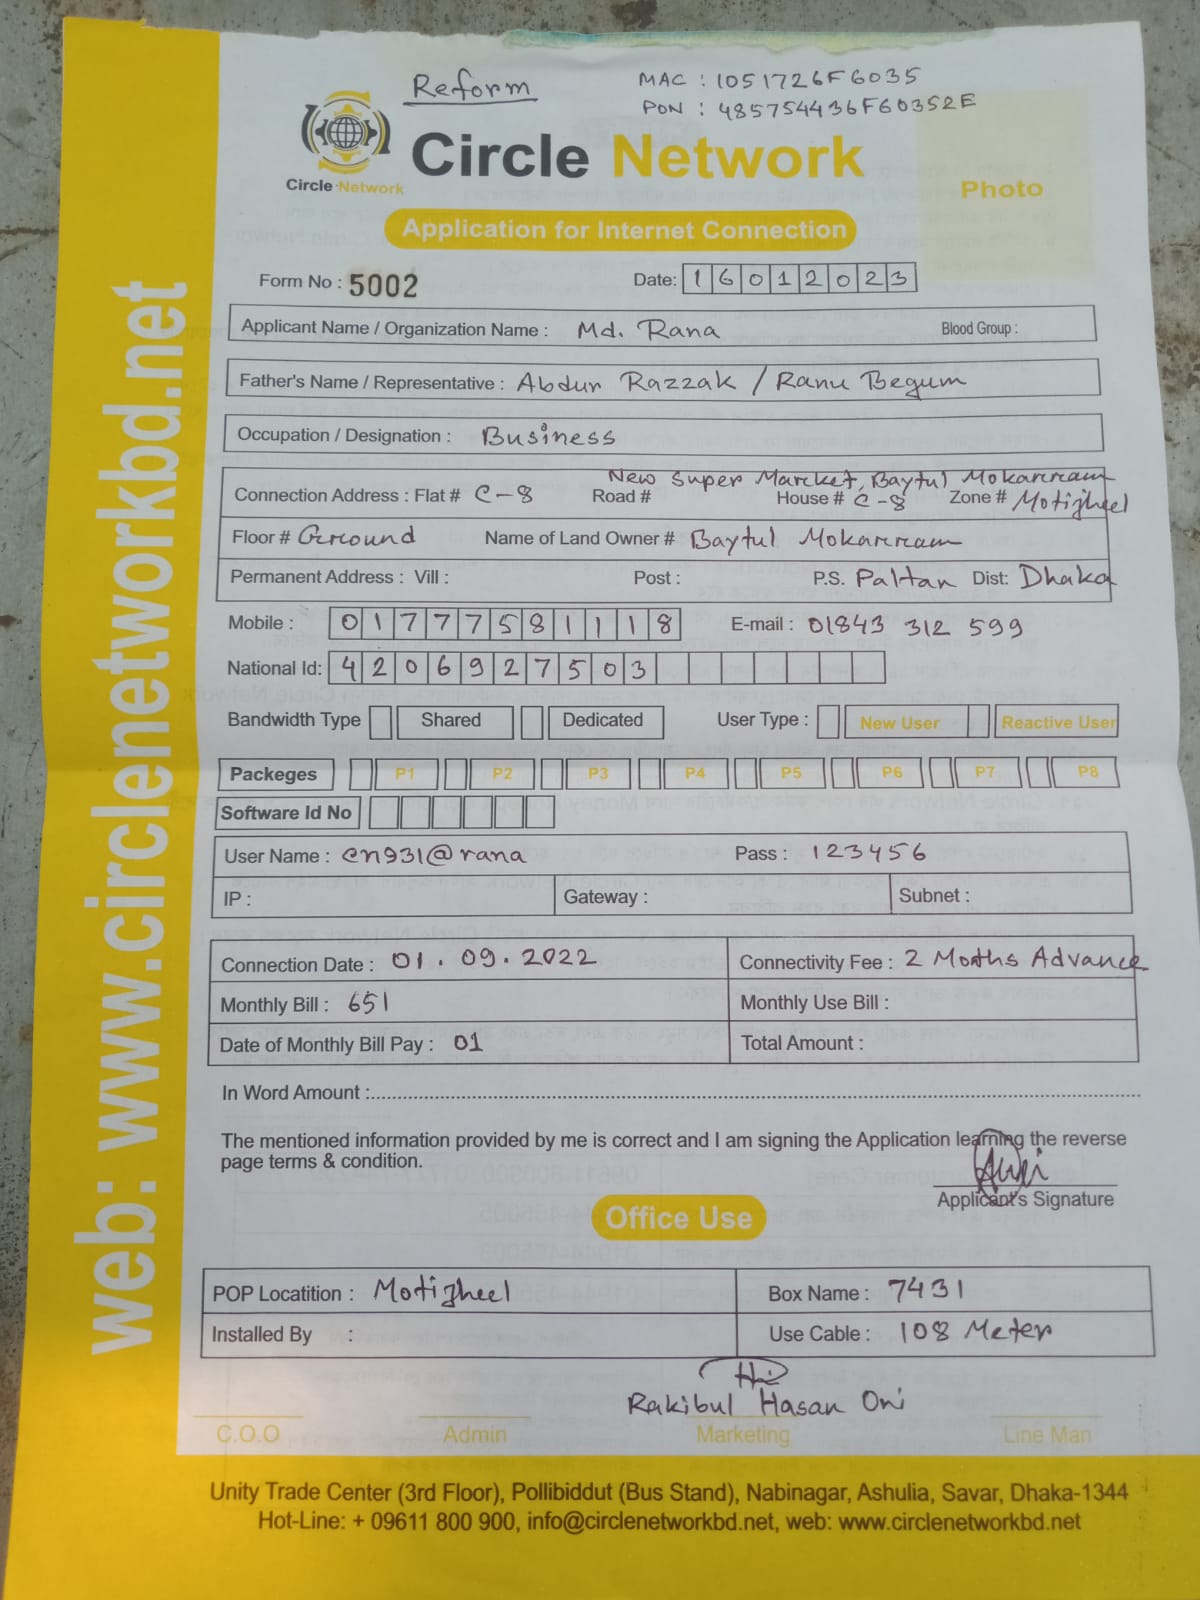 Reform
MAC : 1051726F6035
PON : 485754436F60352E
Circle Network
Circle Network
Photo
Application for Internet Connection
Form No : 5002 Date: 16012023
Applicant Name / Organization Name : Md. Rana Blood Group :
Father's Name / Representative : Abdur Razzak / Ranu Begum
Occupation / Designation : Business
New Super Market, Baytul Mokarram
Connection Address : Flat # C-8 Road # House # C-8 Zone # Motijheel
Floor # Ground Name of Land Owner # Baytul Mokarram
Permanent Address : Vill : Post : P.S. Paltan Dist: Dhaka
Mobile : 01777581118 E-mail : 01843 312 599
National Id: 4206927503
Bandwidth Type Shared Dedicated User Type : New User Reactive User
Packeges P1 P2 P3 P4 P5 P6 P7 P8
Software Id No
User Name : cn931@rana Pass : 123456
IP : Gateway : Subnet :
Connection Date : 01.09.2022 Connectivity Fee : 2 Moths Advance
Monthly Bill : 651 Monthly Use Bill :
Date of Monthly Bill Pay : 01 Total Amount :
In Word Amount :
The mentioned information provided by me is correct and I am signing the Application learning the reverse
page terms & condition.
Applicant's Signature
Office Use
POP Locatition : Motijheel Box Name : 7431
Installed By : Use Cable : 108 Meter
Rakibul Hasan Oni
C.O.O Admin Marketing Line Man
Unity Trade Center (3rd Floor), Pollibiddut (Bus Stand), Nabinagar, Ashulia, Savar, Dhaka-1344
Hot-Line: + 09611 800 900, info@circlenetworkbd.net, web: www.circlenetworkbd.net
web: www.circlenetworkbd.net